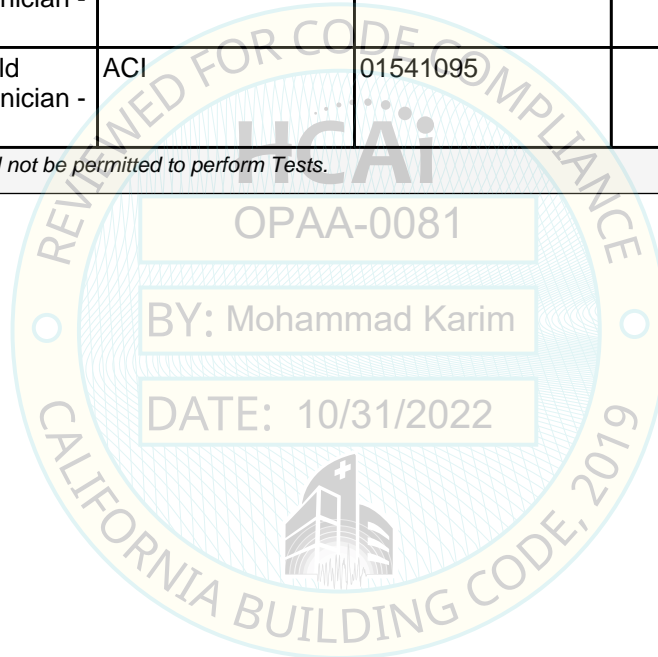 nician -
ld ACI 01541095
nician -
l not be permitted to perform Tests.
REVIEWED FOR CODE COMPLIANCE
HCAi
OPAA-0081
BY: Mohammad Karim
DATE: 10/31/2022
CALIFORNIA BUILDING CODE, 2019